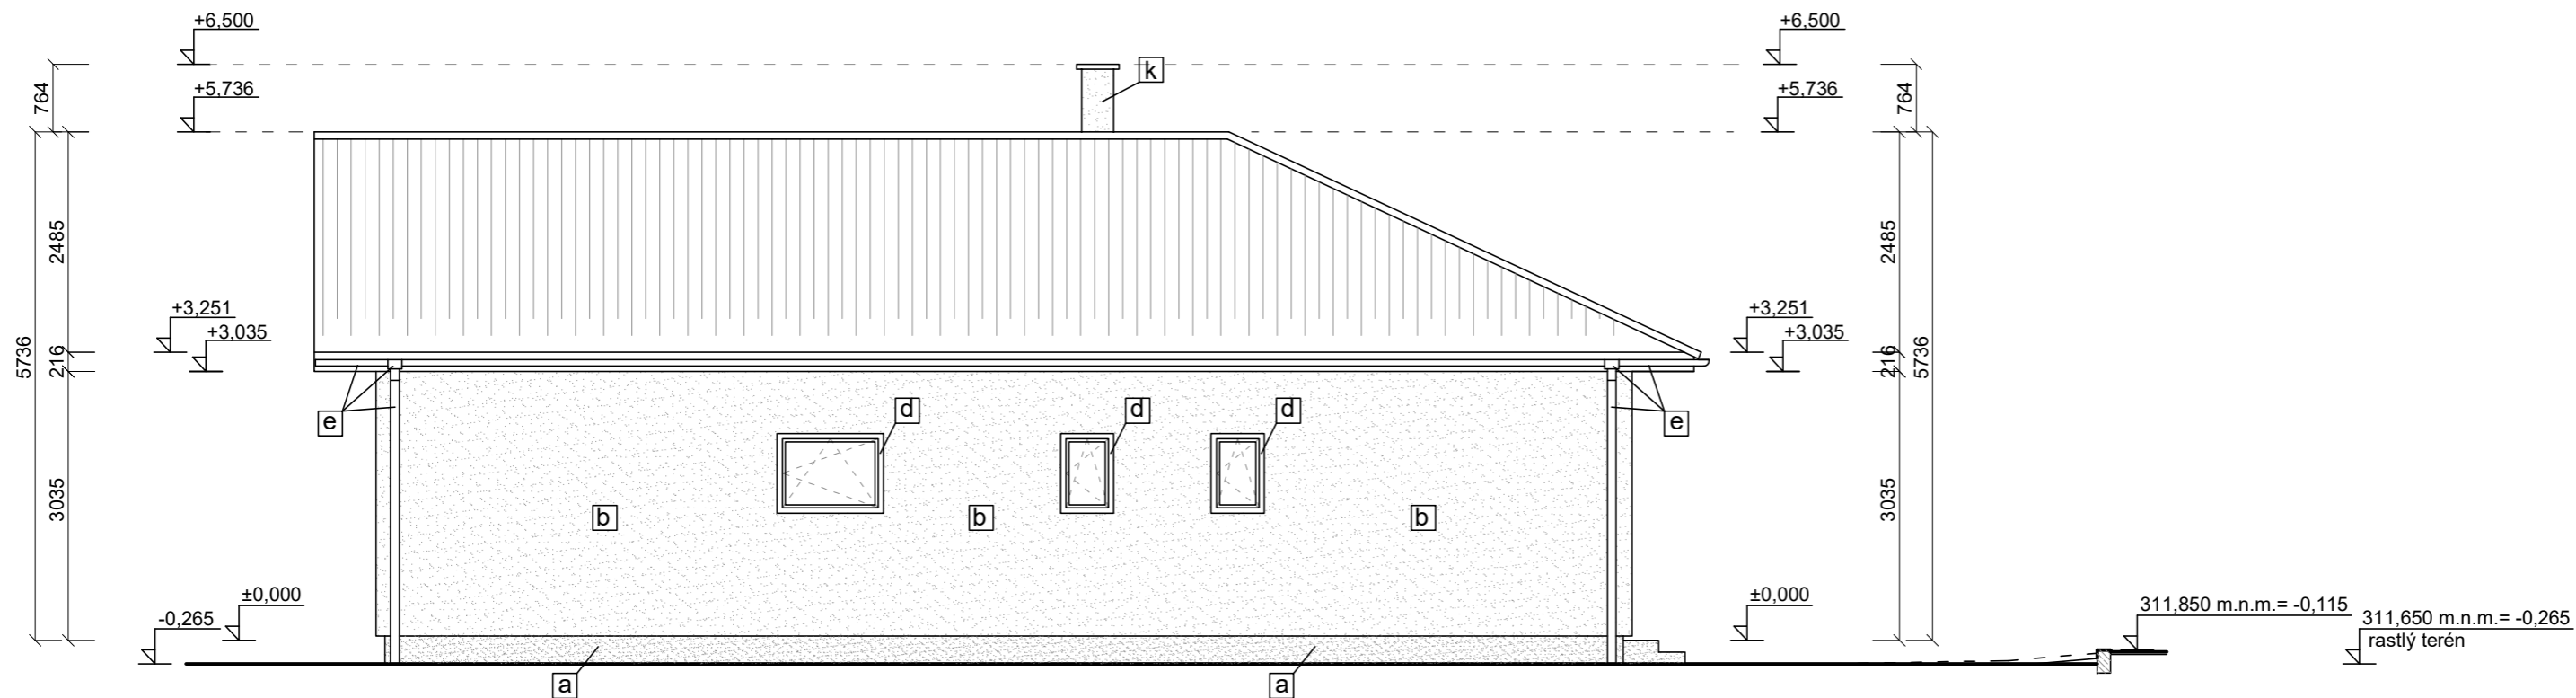 +6,500
+6,500
k
764
+5,736
+5,736
764
2485
2485
5736
+3,251
+3,035
+3,251
+3,035
216
216
5736
e
d
d
d
e
3035
b
b
b
3035
-0,265
±0,000
±0,000
311,850 m.n.m.= -0,115
311,650 m.n.m.= -0,265
rastlý terén
a
a